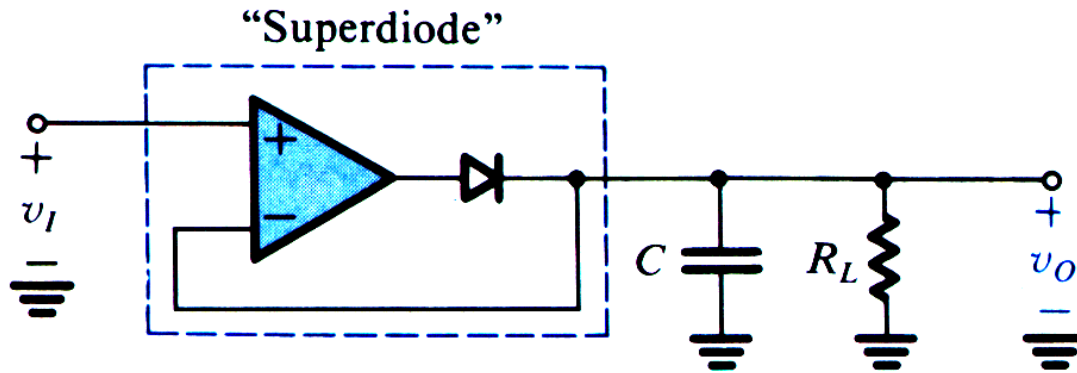 “Superdiode”
+
−
+
v_I
−
C
R_L
+
v_O
−